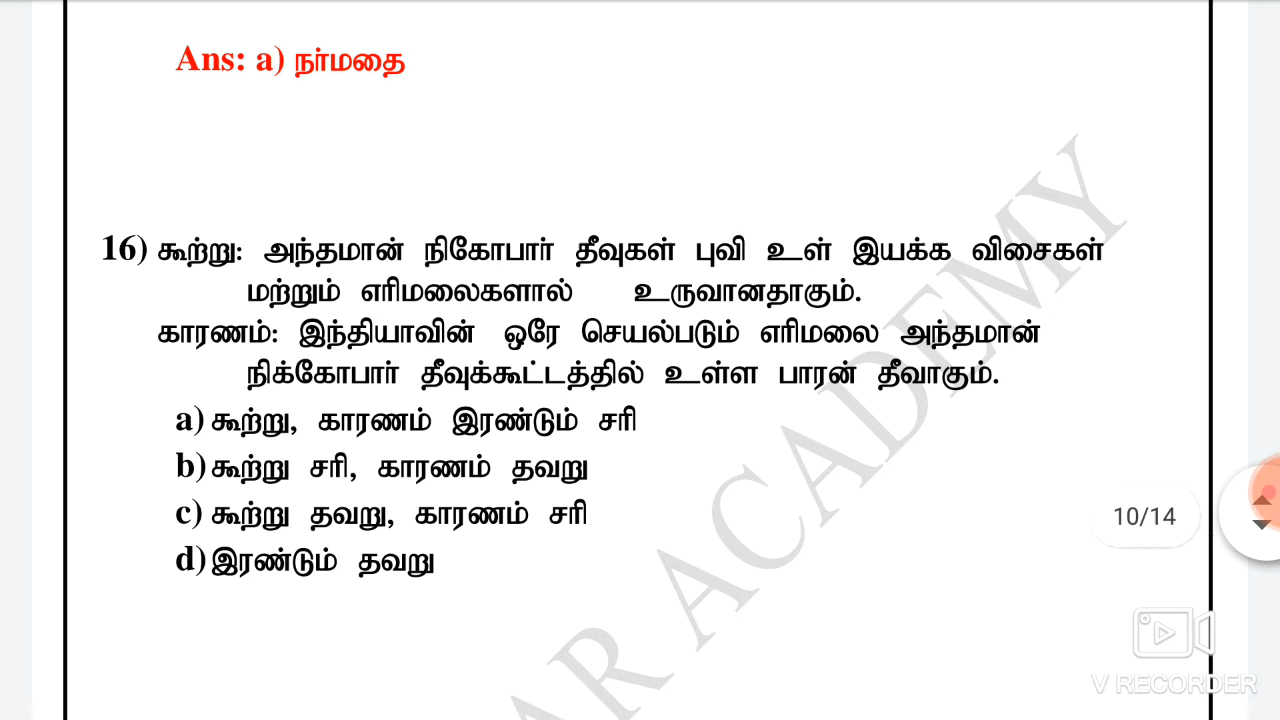 Ans: a) நர்மதை
16) கூற்று: அந்தமான் நிகோபார் தீவுகள் புவி உள் இயக்க விசைகள்
மற்றும் எரிமலைகளால் உருவானதாகும்.
காரணம்: இந்தியாவின் ஒரே செயல்படும் எரிமலை அந்தமான்
நிக்கோபார் தீவுக்கூட்டத்தில் உள்ள பாரன் தீவாகும்.
a) கூற்று, காரணம் இரண்டும் சரி
b) கூற்று சரி, காரணம் தவறு
c) கூற்று தவறு, காரணம் சரி
10/14
d) இரண்டும் தவறு
AR ACADEMY
V RECORDER